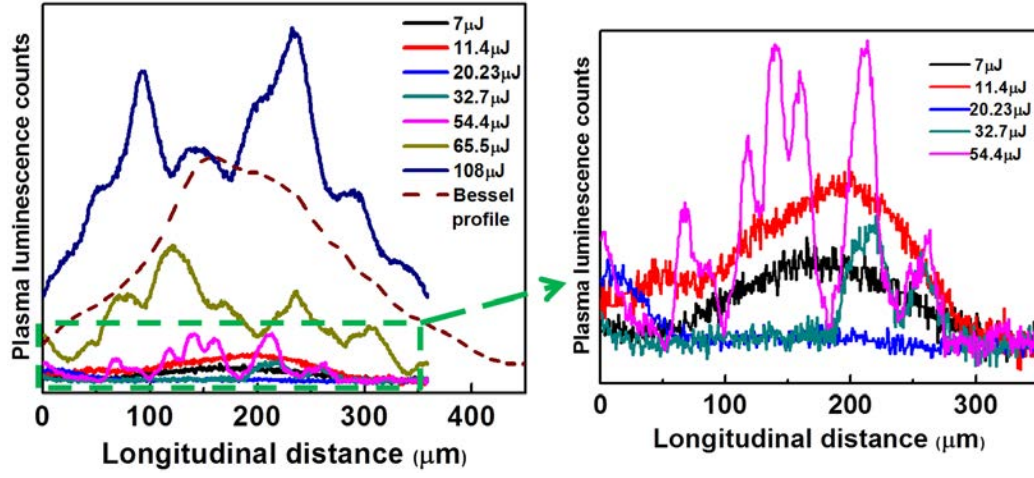 Plasma luminescence counts
7μJ
11.4μJ
20.23μJ
32.7μJ
54.4μJ
65.5μJ
108μJ
Bessel
profile
0 100 200 300 400
Longitudinal distance (μm)
Plasma luminescence counts
7μJ
11.4μJ
20.23μJ
32.7μJ
54.4μJ
0 100 200 300
Longitudinal distance (μm)